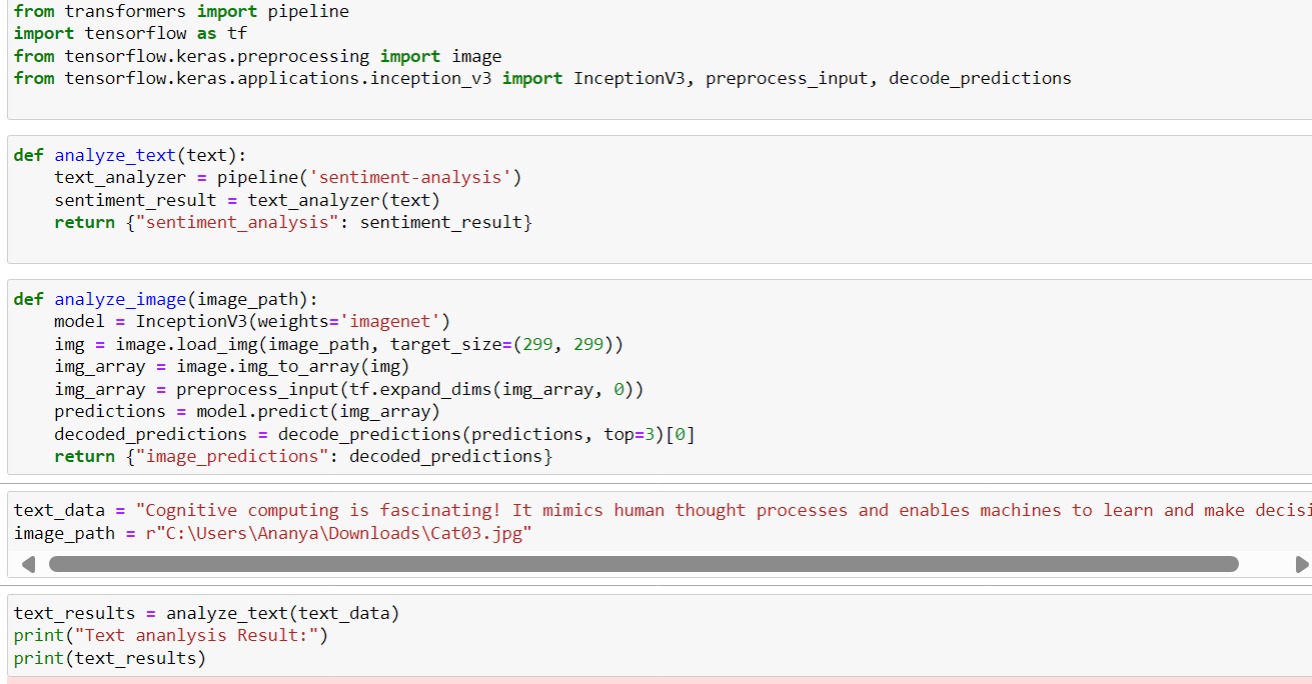 from transformers import pipeline
import tensorflow as tf
from tensorflow.keras.preprocessing import image
from tensorflow.keras.applications.inception_v3 import InceptionV3, preprocess_input, decode_predictions
def analyze_text(text):
    text_analyzer = pipeline('sentiment-analysis')
    sentiment_result = text_analyzer(text)
    return {"sentiment_analysis": sentiment_result}
def analyze_image(image_path):
    model = InceptionV3(weights='imagenet')
    img = image.load_img(image_path, target_size=(299, 299))
    img_array = image.img_to_array(img)
    img_array = preprocess_input(tf.expand_dims(img_array, 0))
    predictions = model.predict(img_array)
    decoded_predictions = decode_predictions(predictions, top=3)[0]
    return {"image_predictions": decoded_predictions}
text_data = "Cognitive computing is fascinating! It mimics human thought processes and enables machines to learn and make decisi
image_path = r"C:\Users\Ananya\Downloads\Cat03.jpg"
text_results = analyze_text(text_data)
print("Text ananlysis Result:")
print(text_results)